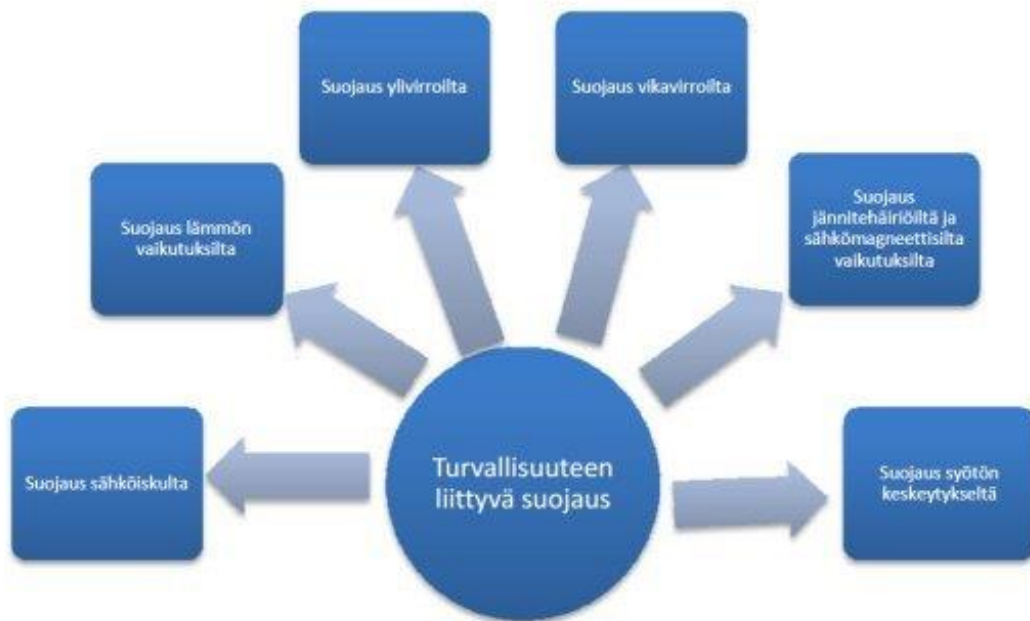 Suojaus ylivirroilta
Suojaus vikavirroilta
Suojaus lämmön
vaikutuksilta
Suojaus
jännitehäiriöiltä ja
sähkömagneettisilta
vaikutuksilta
Suojaus sähköiskulta
Turvallisuuteen
liittyvä suojaus
Suojaus syötön
keskeytykseltä